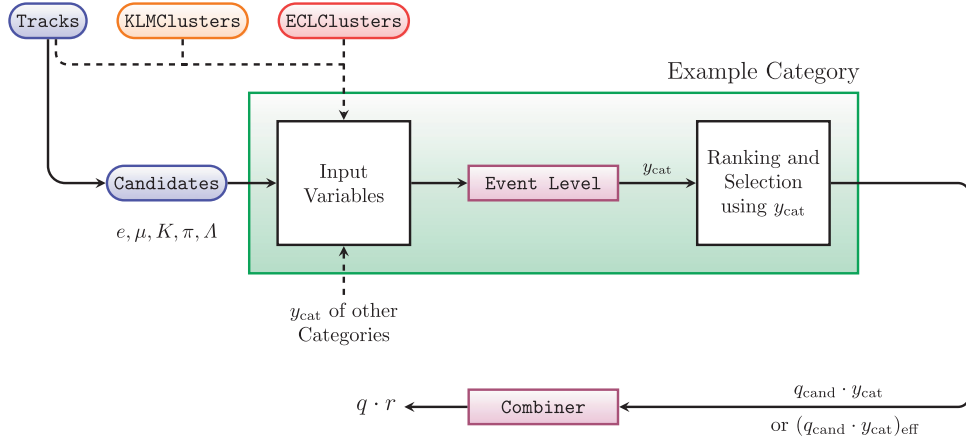 Tracks
KLMClusters
ECLClusters
Example Category
Input
Variables
Event Level
y_cat
Ranking and
Selection
using y_cat
Candidates
e, μ, K, π, Λ
y_cat of other
Categories
q · r
Combiner
q_cand · y_cat
or (q_cand · y_cat)_eff